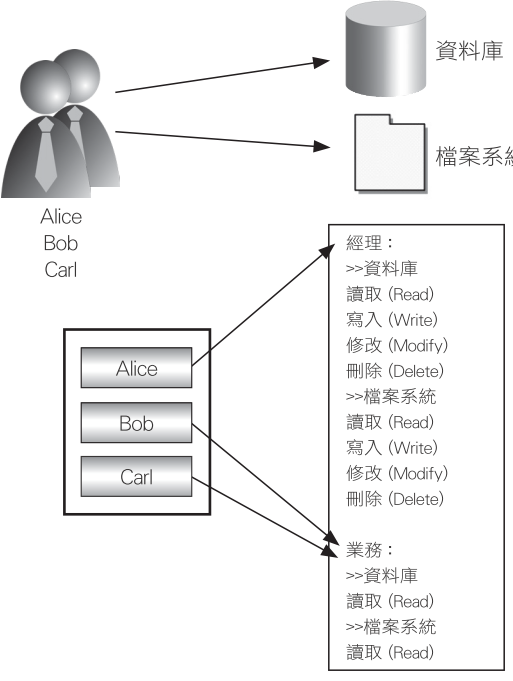 資料庫
檔案系統
Alice
Bob
Carl
Alice
Bob
Carl
經理：
>>資料庫
讀取 (Read)
寫入 (Write)
修改 (Modify)
刪除 (Delete)
>>檔案系統
讀取 (Read)
寫入 (Write)
修改 (Modify)
刪除 (Delete)
業務：
>>資料庫
讀取 (Read)
>>檔案系統
讀取 (Read)